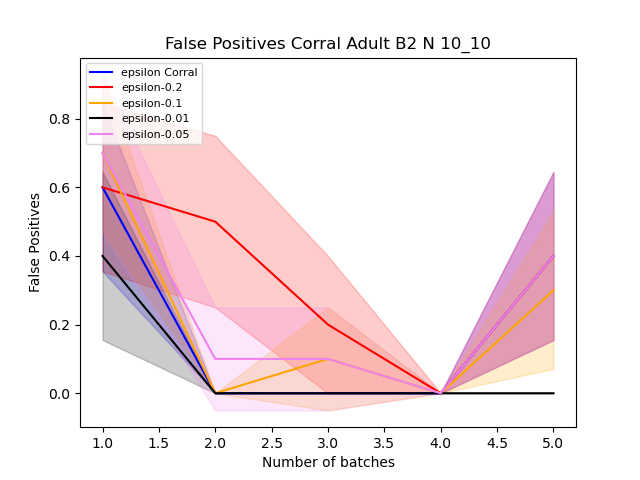 False Positives Corral Adult B2 N 10_10
epsilon Corral
epsilon-0.2
epsilon-0.1
epsilon-0.01
epsilon-0.05
False Positives
0.8
0.6
0.4
0.2
0.0
1.0 1.5 2.0 2.5 3.0 3.5 4.0 4.5 5.0
Number of batches